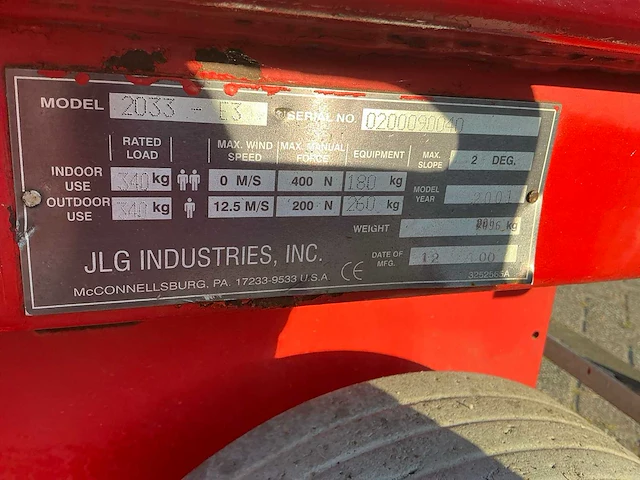 MODEL 2033 - E3 SERIAL NO. 0200090040
RATED LOAD MAX. WIND SPEED MAX. MANUAL FORCE EQUIPMENT MAX. SLOPE 2 DEG.
INDOOR USE 340 kg 0 M/S 400 N 180 kg
OUTDOOR USE 340 kg 12.5 M/S 200 N 260 kg
MODEL YEAR 2001
WEIGHT kg
JLG INDUSTRIES, INC. DATE OF MFG. 12 00
McCONNELLSBURG, PA. 17233-9533 U.S.A CE 3252565A